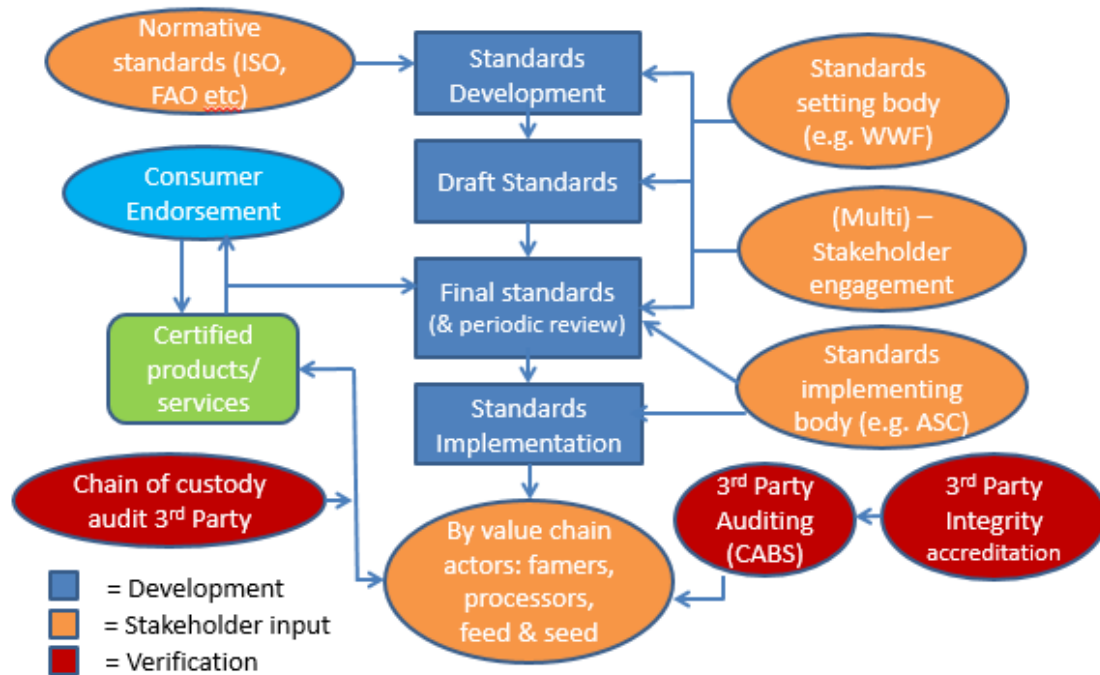 Normative
standards (ISO,
FAO etc)
Standards
Development
Standards
setting body
(e.g. WWF)
Consumer
Endorsement
Draft Standards
(Multi) –
Stakeholder
engagement
Final standards
(& periodic review)
Certified
products/
services
Standards
implementing
body (e.g. ASC)
Standards
Implementation
Chain of custody
audit 3rd Party
By value chain
actors: famers,
processors,
feed & seed
3rd Party
Auditing
(CABS)
3rd Party
Integrity
accreditation
= Development
= Stakeholder input
= Verification